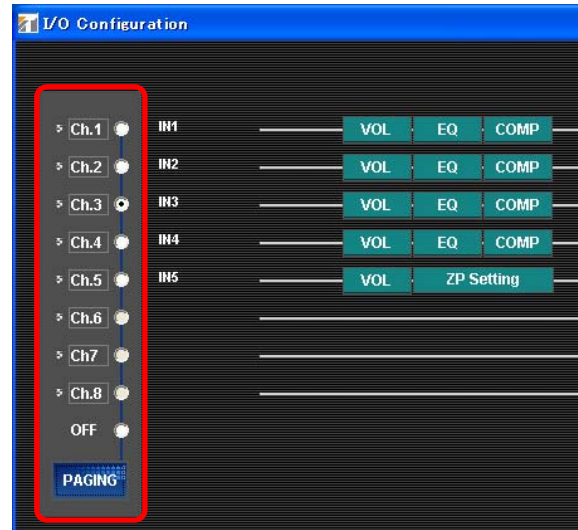 I/O Configuration
Ch.1 IN1 VOL EQ COMP
Ch.2 IN2 VOL EQ COMP
Ch.3 IN3 VOL EQ COMP
Ch.4 IN4 VOL EQ COMP
Ch.5 IN5 VOL ZP Setting
Ch.6
Ch7
Ch.8
OFF
PAGING